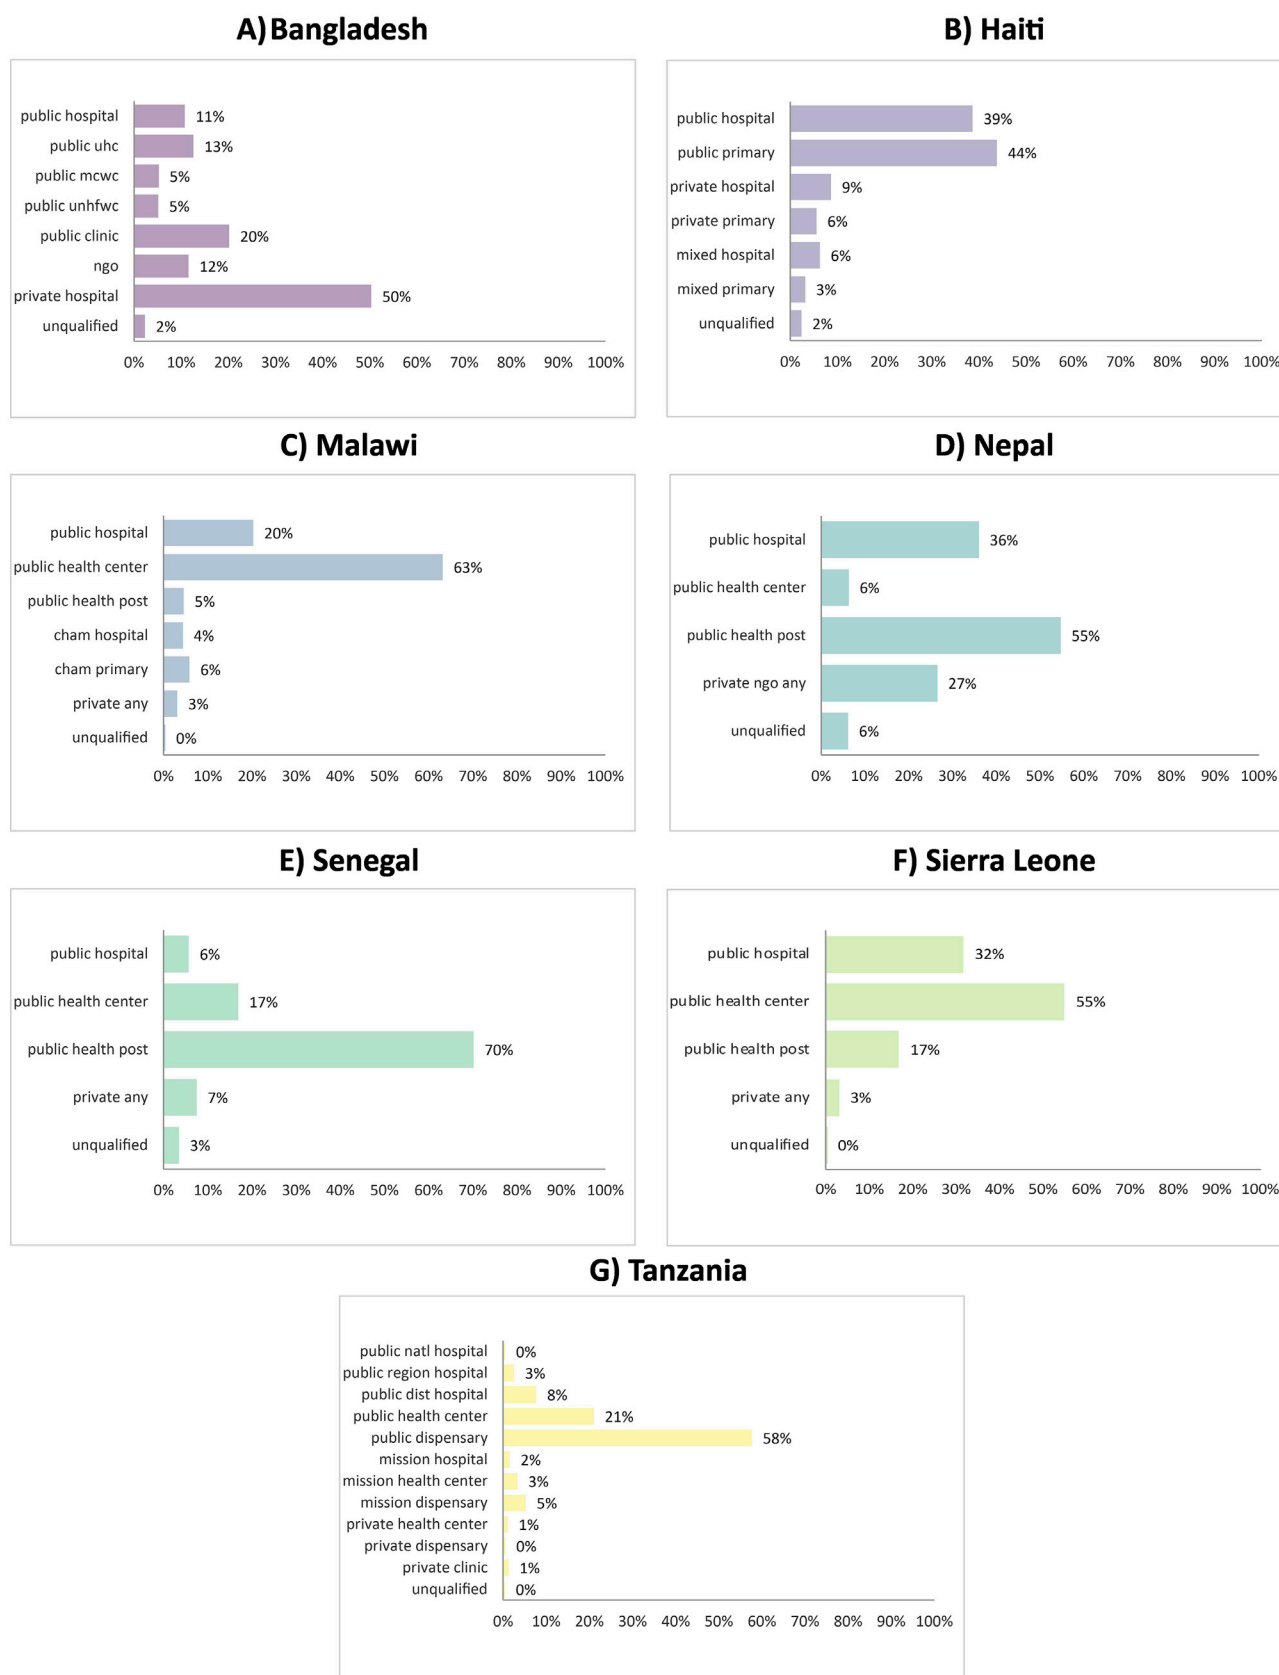 A) Bangladesh
public hospital 11%
public uhc 13%
public mcwc 5%
public unhfwc 5%
public clinic 20%
ngo 12%
private hospital 50%
unqualified 2%
0% 10% 20% 30% 40% 50% 60% 70% 80% 90% 100%
B) Haiti
public hospital 39%
public primary 44%
private hospital 9%
private primary 6%
mixed hospital 6%
mixed primary 3%
unqualified 2%
0% 10% 20% 30% 40% 50% 60% 70% 80% 90% 100%
C) Malawi
public hospital 20%
public health center 63%
public health post 5%
cham hospital 4%
cham primary 6%
private any 3%
unqualified 0%
0% 10% 20% 30% 40% 50% 60% 70% 80% 90% 100%
D) Nepal
public hospital 36%
public health center 6%
public health post 55%
private ngo any 27%
unqualified 6%
0% 10% 20% 30% 40% 50% 60% 70% 80% 90% 100%
E) Senegal
public hospital 6%
public health center 17%
public health post 70%
private any 7%
unqualified 3%
0% 10% 20% 30% 40% 50% 60% 70% 80% 90% 100%
F) Sierra Leone
public hospital 32%
public health center 55%
public health post 17%
private any 3%
unqualified 0%
0% 10% 20% 30% 40% 50% 60% 70% 80% 90% 100%
G) Tanzania
public natl hospital 0%
public region hospital 3%
public dist hospital 8%
public health center 21%
public dispensary 58%
mission hospital 2%
mission health center 3%
mission dispensary 5%
private health center 1%
private dispensary 0%
private clinic 1%
unqualified 0%
0% 10% 20% 30% 40% 50% 60% 70% 80% 90% 100%